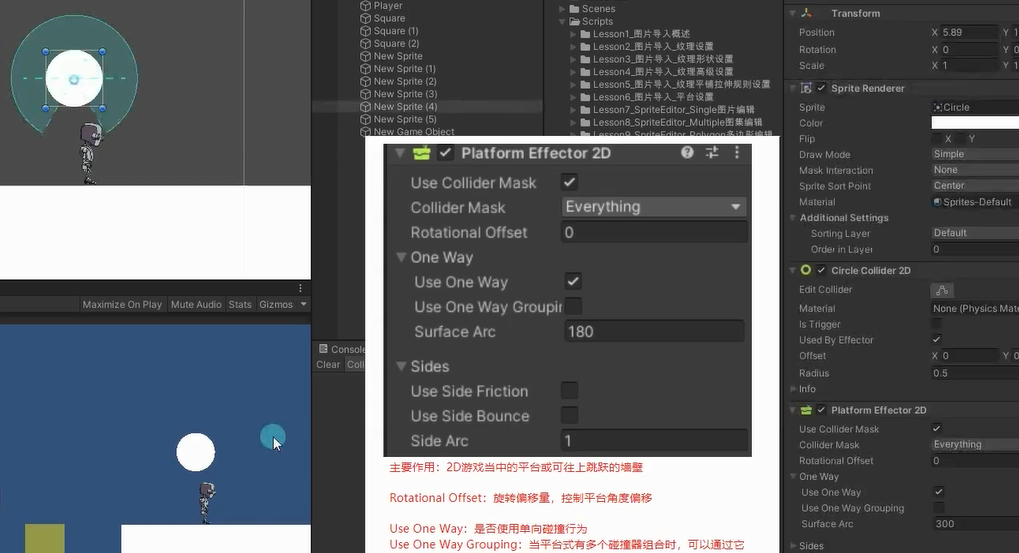 Player
Square
Square (1)
Square (2)
New Sprite
New Sprite (1)
New Sprite (2)
New Sprite (3)
New Sprite (4)
New Sprite (5)
New Game Object
Scenes
Scripts
Lesson1_图片导入概述
Lesson2_图片导入_纹理设置
Lesson3_图片导入_纹理形状设置
Lesson4_图片导入_纹理高级设置
Lesson5_图片导入_纹理平铺拉伸规则设置
Lesson6_图片导入_平台设置
Lesson7_SpriteEditor_Single图片编辑
Lesson8_SpriteEditor_Multiple图集编辑
Lesson9_SpriteEditor_Polygon多边形编辑
Maximize On Play Mute Audio Stats Gizmos
Console
Clear
Platform Effector 2D
Use Collider Mask
Collider Mask Everything
Rotational Offset 0
One Way
Use One Way
Use One Way Groupin
Surface Arc 180
Sides
Use Side Friction
Use Side Bounce
Side Arc 1
主要作用：2D游戏当中的平台或可往上跳跃的墙壁
Rotational Offset：旋转偏移量，控制平台角度偏移
Use One Way：是否使用单向碰撞行为
Use One Way Grouping：当平台式有多个碰撞器组合时，可以通过它
Transform
Position X 5.89 Y 1
Rotation X 0 Y 0
Scale X 1 Y 1
Sprite Renderer
Sprite Circle
Color
Flip X Y
Draw Mode Simple
Mask Interaction None
Sprite Sort Point Center
Material Sprites-Default
Additional Settings
Sorting Layer Default
Order in Layer 0
Circle Collider 2D
Edit Collider
Material None (Physics Mate
Is Trigger
Used By Effector
Offset X 0 Y 0
Radius 0.5
Info
Platform Effector 2D
Use Collider Mask
Collider Mask Everything
Rotational Offset 0
One Way
Use One Way
Use One Way Grouping
Surface Arc 300
Sides